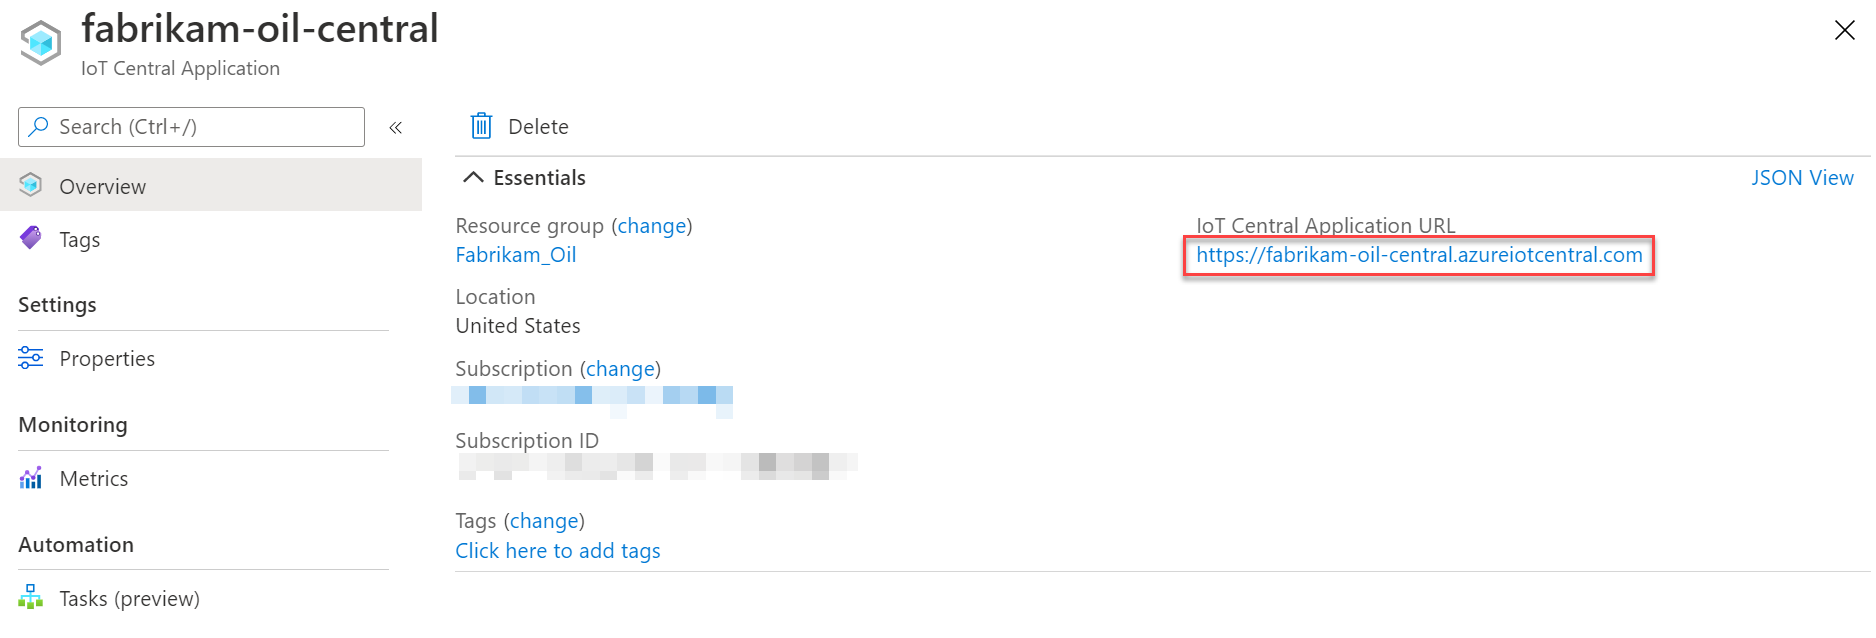 fabrikam-oil-central
IoT Central Application
Search (Ctrl+/)
«
Overview
Tags
Settings
Properties
Monitoring
Metrics
Automation
Tasks (preview)
Delete
Essentials
JSON View
Resource group (change)
Fabrikam_Oil
Location
United States
Subscription (change)
Subscription ID
Tags (change)
Click here to add tags
IoT Central Application URL
https://fabrikam-oil-central.azureiotcentral.com